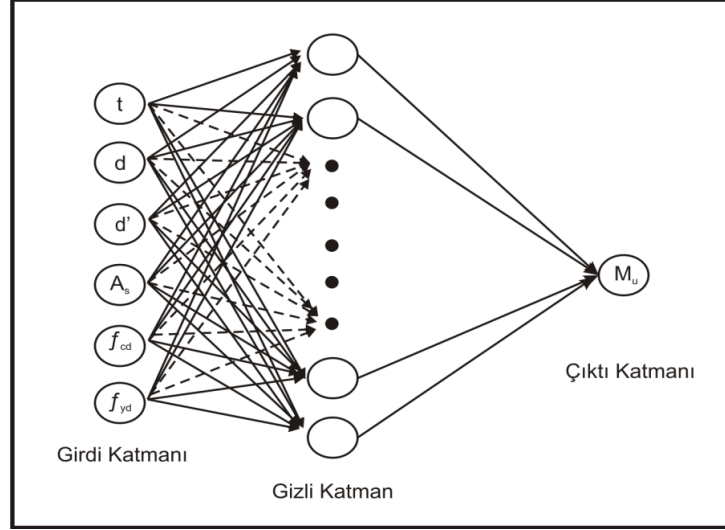 t
d
d'
As
fcd
fyd
Mu
Çıktı Katmanı
Girdi Katmanı
Gizli Katman